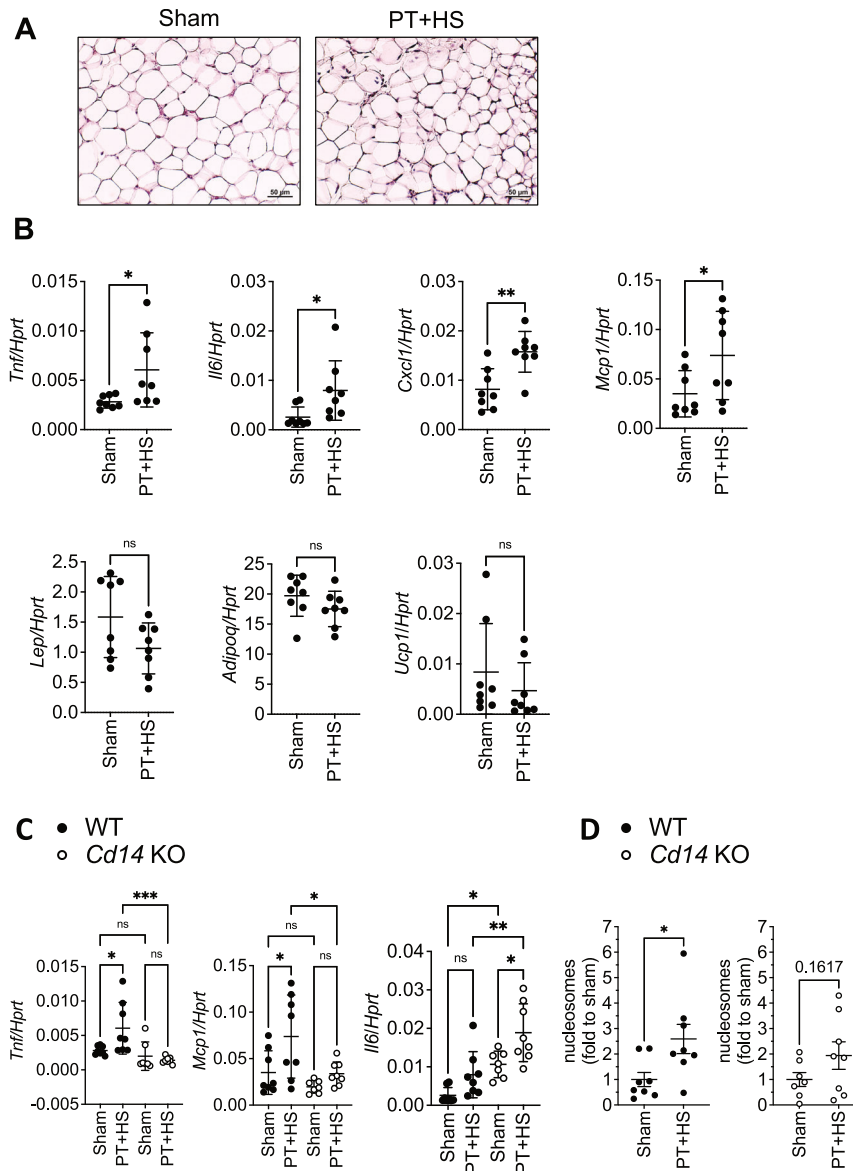 A
Sham
PT+HS
50 µm
50 µm
B
Tnf/Hprt
0.015
0.010
0.005
0.000
*
Sham
PT+HS
Il6/Hprt
0.03
0.02
0.01
0.00
*
Sham
PT+HS
Cxcl1/Hprt
0.03
0.02
0.01
0.00
**
Sham
PT+HS
Mcp1/Hprt
0.15
0.10
0.05
0.00
*
Sham
PT+HS
Lep/Hprt
2.5
2.0
1.5
1.0
0.5
0.0
ns
Sham
PT+HS
Adipoq/Hprt
25
20
15
10
5
0
ns
Sham
PT+HS
Ucp1/Hprt
0.03
0.02
0.01
0.00
ns
Sham
PT+HS
C
WT
Cd14 KO
Tnf/Hprt
0.015
0.010
0.005
0.000
-0.005
***
ns
*
ns
Sham
PT+HS
Sham
PT+HS
Mcp1/Hprt
0.15
0.10
0.05
0.00
*
ns
*
ns
Sham
PT+HS
Sham
PT+HS
Il6/Hprt
0.04
0.03
0.02
0.01
0.00
*
**
ns
*
Sham
PT+HS
Sham
PT+HS
D
WT
Cd14 KO
nucleosomes
(fold to sham)
7
6
5
4
3
2
1
0
*
Sham
PT+HS
nucleosomes
(fold to sham)
7
6
5
4
3
2
1
0
0.1617
Sham
PT+HS